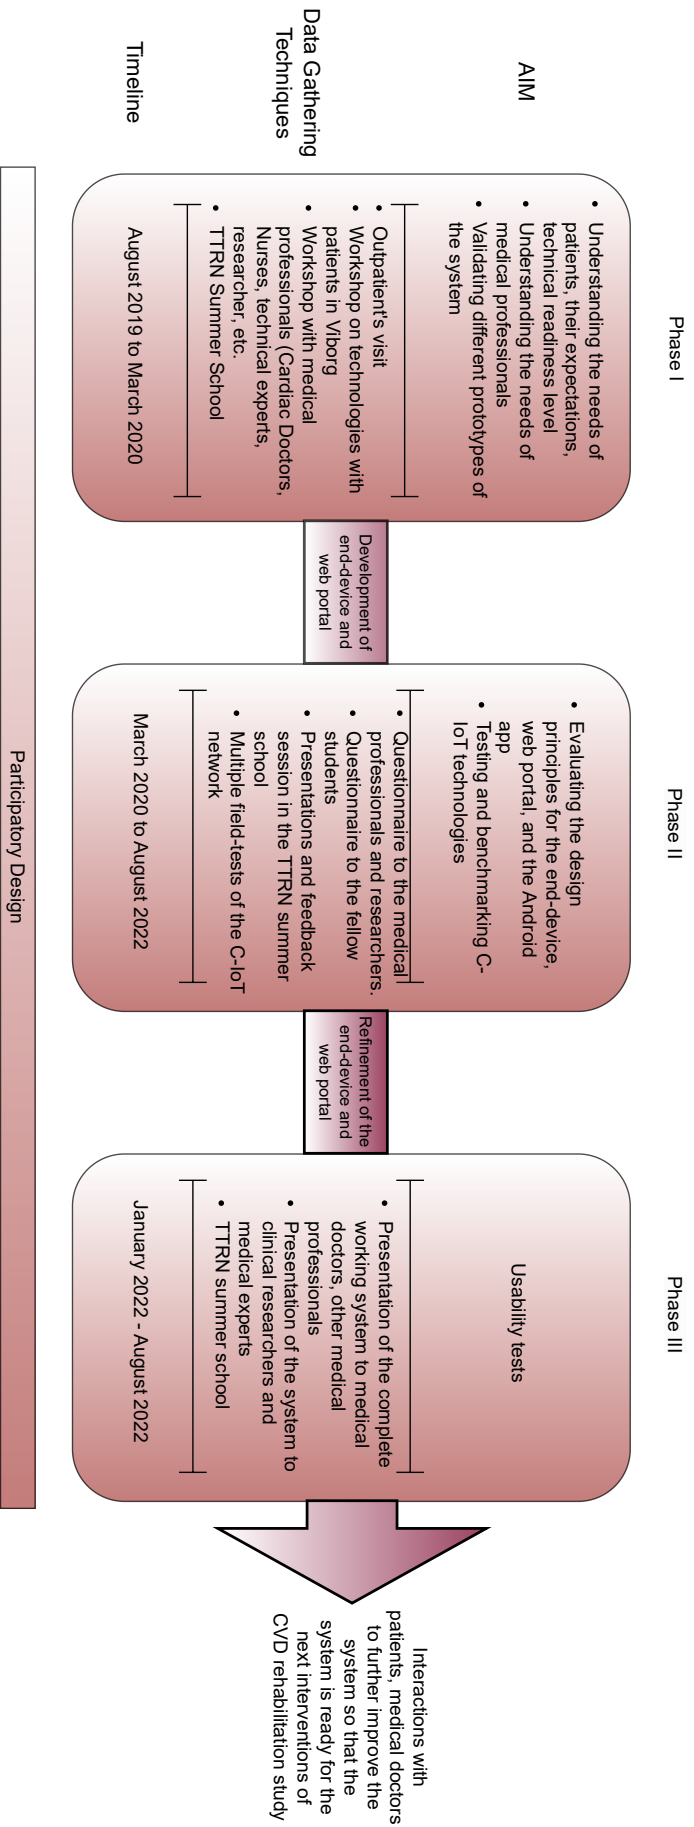 Phase I
Phase II
Phase III
AIM
• Understanding the needs of
patients, their expectations,
technical readiness level
• Understanding the needs of
medical professionals
• Validating different prototypes of
the system
• Evaluating the design
principles for the end-device,
web portal, and the Android
app
• Testing and benchmarking C-
IoT technologies
Usability tests
Data Gathering
Techniques
• Outpatient's visit
• Workshop on technologies with
patients in Viborg
• Workshop with medical
professionals (Cardiac Doctors,
Nurses, technical experts,
researcher, etc.
• TTRN Summer School
Development of
end-device and
web portal
• Questionnaire to the medical
professionals and researchers.
• Questionnaire to the fellow
students
• Presentations and feedback
session in the TTRN summer
school
• Multiple field-tests of the C-IoT
network
Refinement of the
end-device and
web portal
• Presentation of the complete
working system to medical
doctors, other medical
professionals
• Presentation of the system to
clinical researchers and
medical experts
• TTRN summer school
Interactions with
patients, medical doctors
to further improve the
system so that the
system is ready for the
next interventions of
CVD rehabilitation study
Timeline
August 2019 to March 2020
March 2020 to August 2022
January 2022 - August 2022
Participatory Design